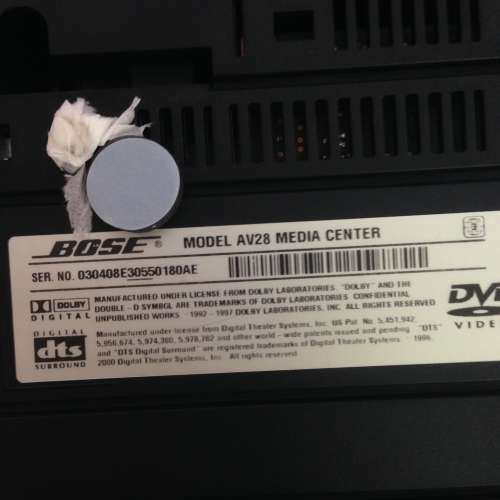 BOSE ® MODEL AV28 MEDIA CENTER
SER. NO. 030408E30550180AE
DOLBY
DIGITAL
MANUFACTURED UNDER LICENSE FROM DOLBY LABORATORIES "DOLBY" AND THE
DOUBLE - D SYMBOL ARE TRADEMARKS OF DOLBY LABORATORIES CONFIDENTIAL
UNPUBLISHED WORKS - 1992 - 1997 DOLBY LABORATORIES, INC. ALL RIGHTS RESERVED
DVD
VIDEO
DIGITAL
dts
SURROUND
Manufactured under license from Digital Theater Systems, Inc. US Pat No. 5,451,942,
5,956,674, 5,974,380, 5,978,762 and other world - wide patents issued and pending "DTS"
and "DTS Digital Surround" are registered trademarks of Digital Theater Systems, Inc. - 1996,
2000 Digital Theater Systems, Inc. All rights reserved